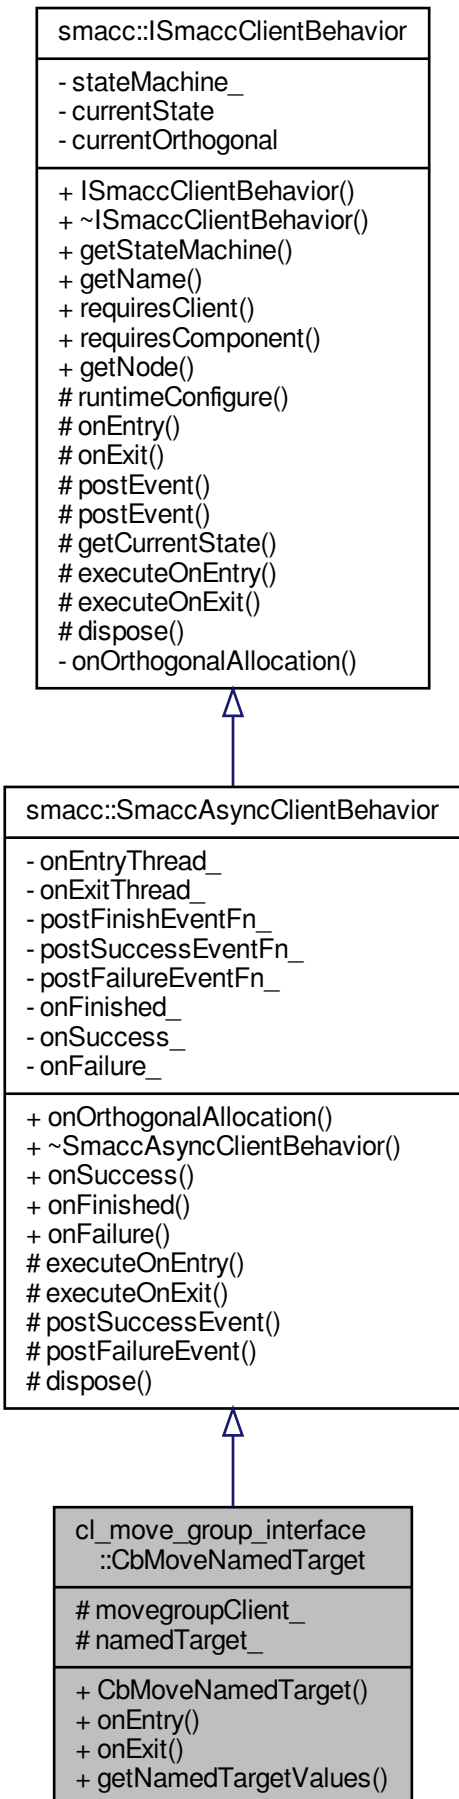 smacc::ISmaccClientBehavior
- stateMachine_
- currentState
- currentOrthogonal
+ ISmaccClientBehavior()
+ ~ISmaccClientBehavior()
+ getStateMachine()
+ getName()
+ requiresClient()
+ requiresComponent()
+ getNode()
# runtimeConfigure()
# onEntry()
# onExit()
# postEvent()
# postEvent()
# getCurrentState()
# executeOnEntry()
# executeOnExit()
# dispose()
- onOrthogonalAllocation()
smacc::SmaccAsyncClientBehavior
- onEntryThread_
- onExitThread_
- postFinishEventFn_
- postSuccessEventFn_
- postFailureEventFn_
- onFinished_
- onSuccess_
- onFailure_
+ onOrthogonalAllocation()
+ ~SmaccAsyncClientBehavior()
+ onSuccess()
+ onFinished()
+ onFailure()
# executeOnEntry()
# executeOnExit()
# postSuccessEvent()
# postFailureEvent()
# dispose()
cl_move_group_interface
::CbMoveNamedTarget
# movegroupClient_
# namedTarget_
+ CbMoveNamedTarget()
+ onEntry()
+ onExit()
+ getNamedTargetValues()